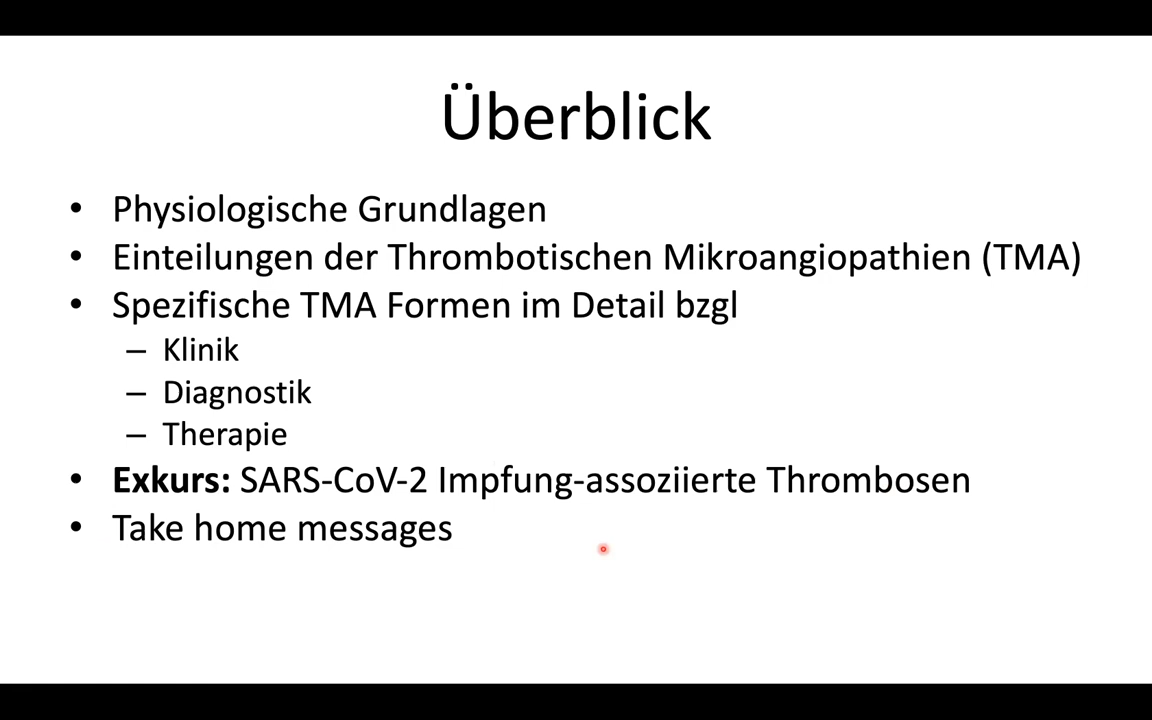 Überblick
• Physiologische Grundlagen
• Einteilungen der Thrombotischen Mikroangiopathien (TMA)
• Spezifische TMA Formen im Detail bzgl
– Klinik
– Diagnostik
– Therapie
• Exkurs: SARS-CoV-2 Impfung-assoziierte Thrombosen
• Take home messages